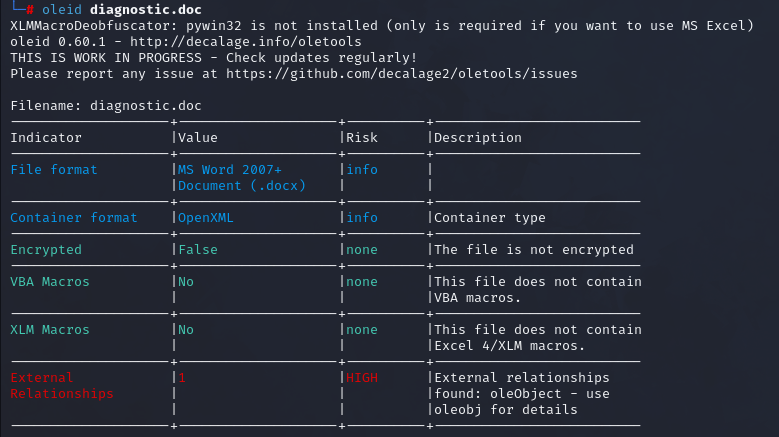 └─# oleid diagnostic.doc
XLMMacroDeobfuscator: pywin32 is not installed (only is required if you want to use MS Excel)
oleid 0.60.1 - http://decalage.info/oletools
THIS IS WORK IN PROGRESS - Check updates regularly!
Please report any issue at https://github.com/decalage2/oletools/issues

Filename: diagnostic.doc
--------------------+--------------------+----------+--------------------------
Indicator           |Value               |Risk      |Description
--------------------+--------------------+----------+--------------------------
File format         |MS Word 2007+       |info      |
                    |Document (.docx)    |          |
--------------------+--------------------+----------+--------------------------
Container format    |OpenXML             |info      |Container type
--------------------+--------------------+----------+--------------------------
Encrypted           |False               |none      |The file is not encrypted
--------------------+--------------------+----------+--------------------------
VBA Macros          |No                  |none      |This file does not contain
                    |                    |          |VBA macros.
--------------------+--------------------+----------+--------------------------
XLM Macros          |No                  |none      |This file does not contain
                    |                    |          |Excel 4/XLM macros.
--------------------+--------------------+----------+--------------------------
External            |1                   |HIGH      |External relationships
Relationships       |                    |          |found: oleObject - use
                    |                    |          |oleobj for details
--------------------+--------------------+----------+--------------------------